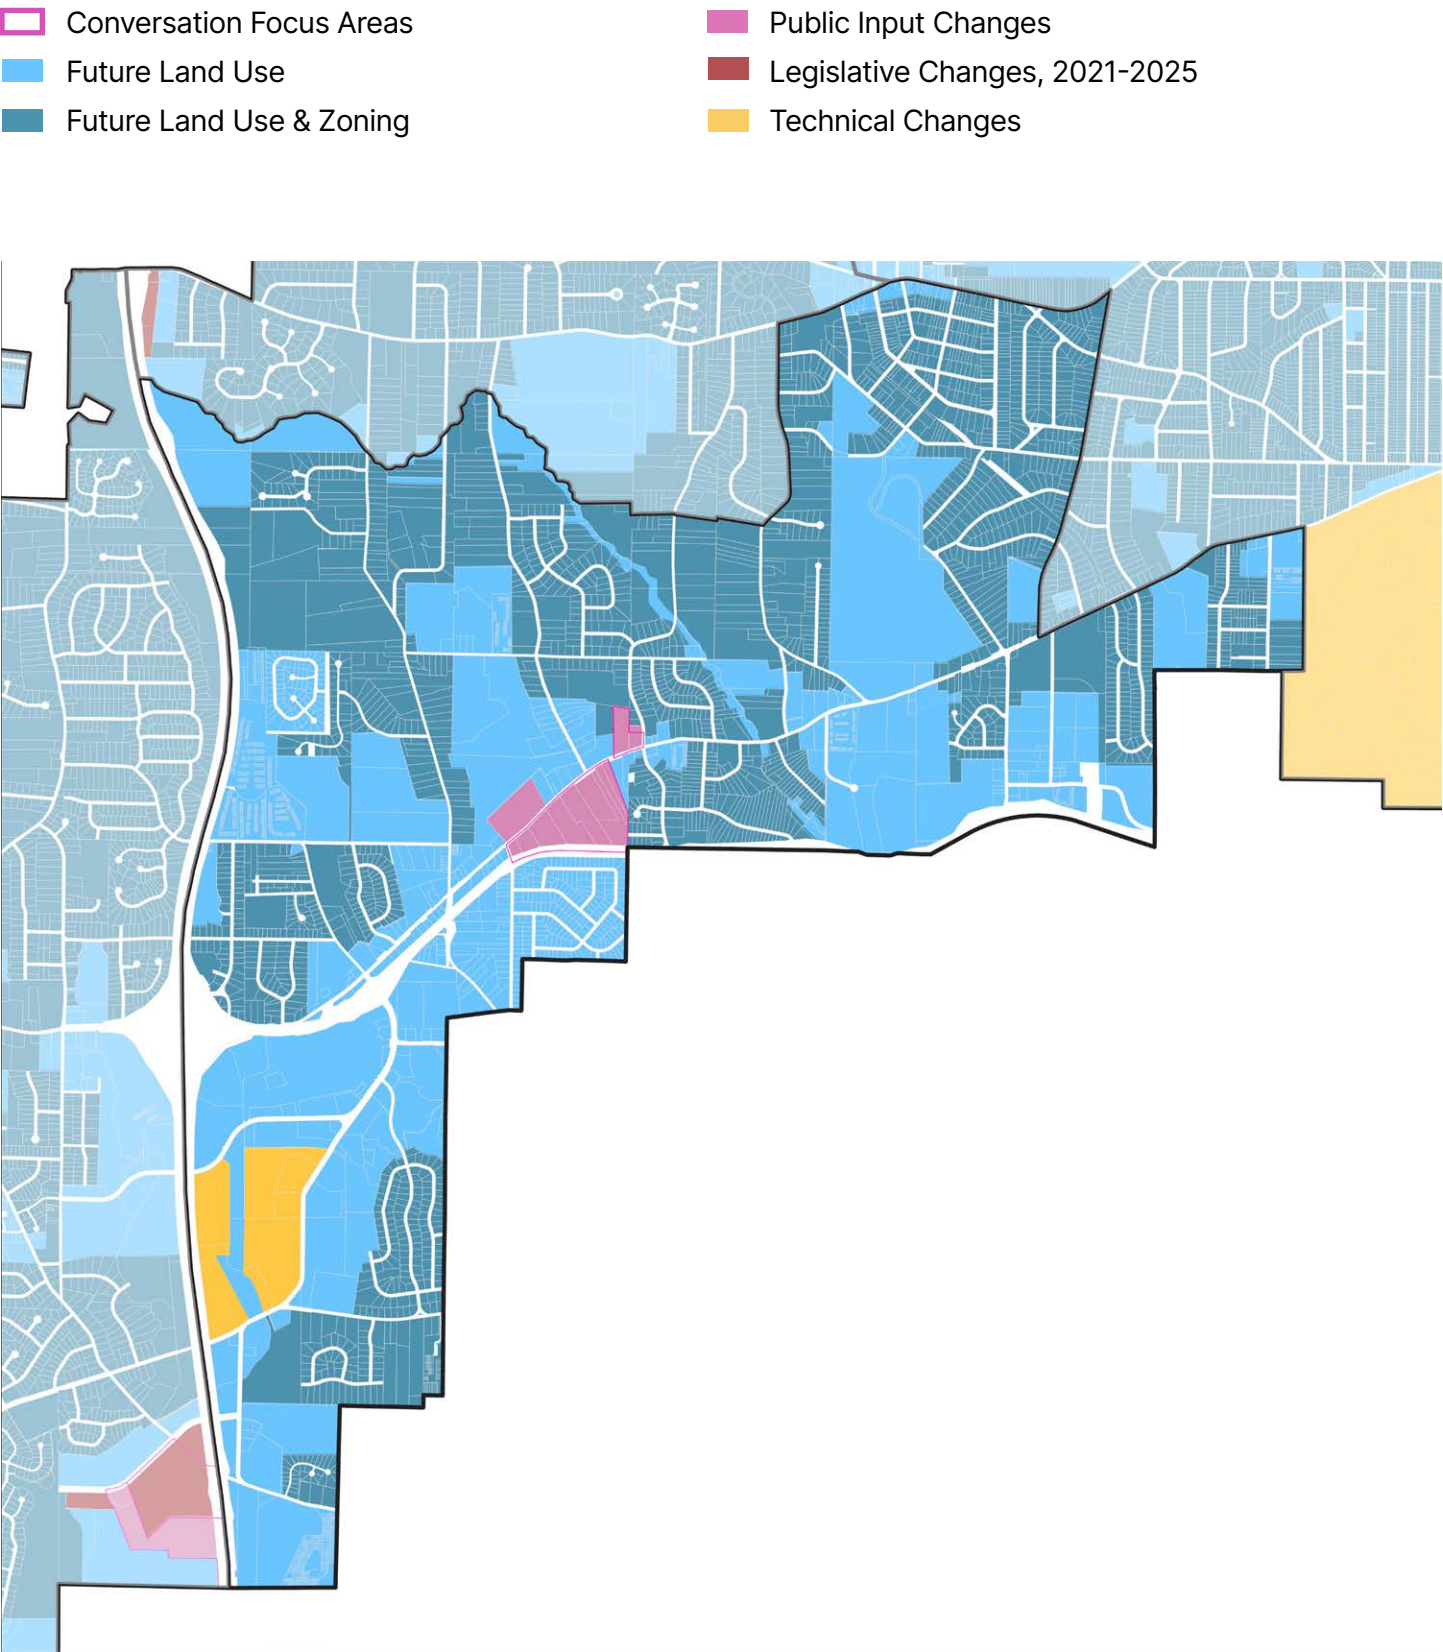 Conversation Focus Areas
Future Land Use
Future Land Use & Zoning
Public Input Changes
Legislative Changes, 2021-2025
Technical Changes